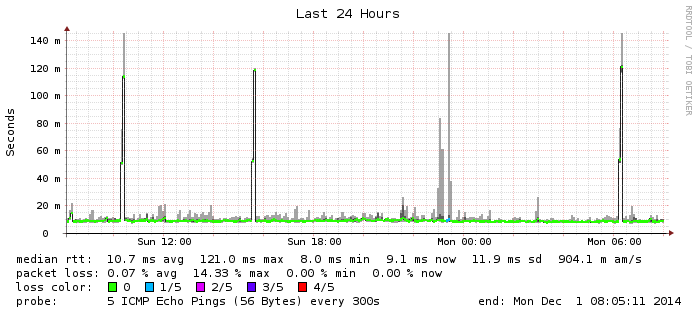 Last 24 Hours
RRDTOOL / TOBI OETIKER
Seconds
140 m
120 m
100 m
80 m
60 m
40 m
20 m
0
Sun 12:00 Sun 18:00 Mon 00:00 Mon 06:00
median rtt: 10.7 ms avg 121.0 ms max 8.0 ms min 9.1 ms now 11.9 ms sd 904.1 m am/s
packet loss: 0.07 % avg 14.33 % max 0.00 % min 0.00 % now
loss color: 0 1/5 2/5 3/5 4/5
probe: 5 ICMP Echo Pings (56 Bytes) every 300s end: Mon Dec 1 08:05:11 2014